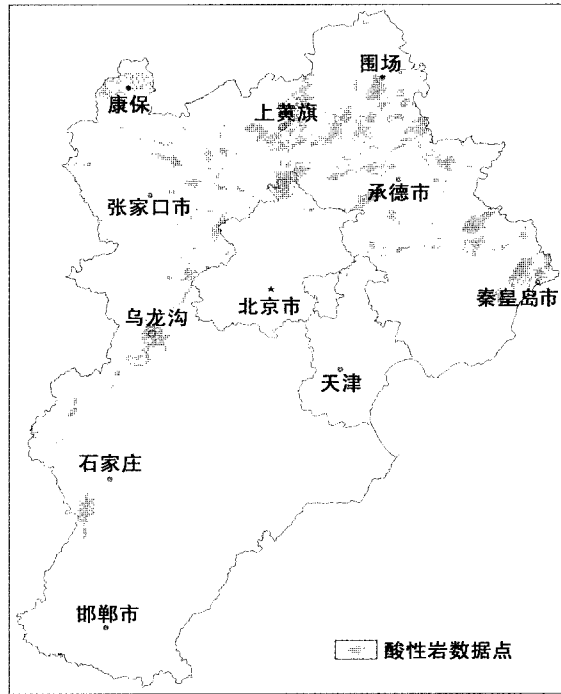 围场
康保
上黄旗
张家口市
承德市
北京市
秦皇岛市
乌龙沟
天津
石家庄
邯郸市
酸性岩数据点